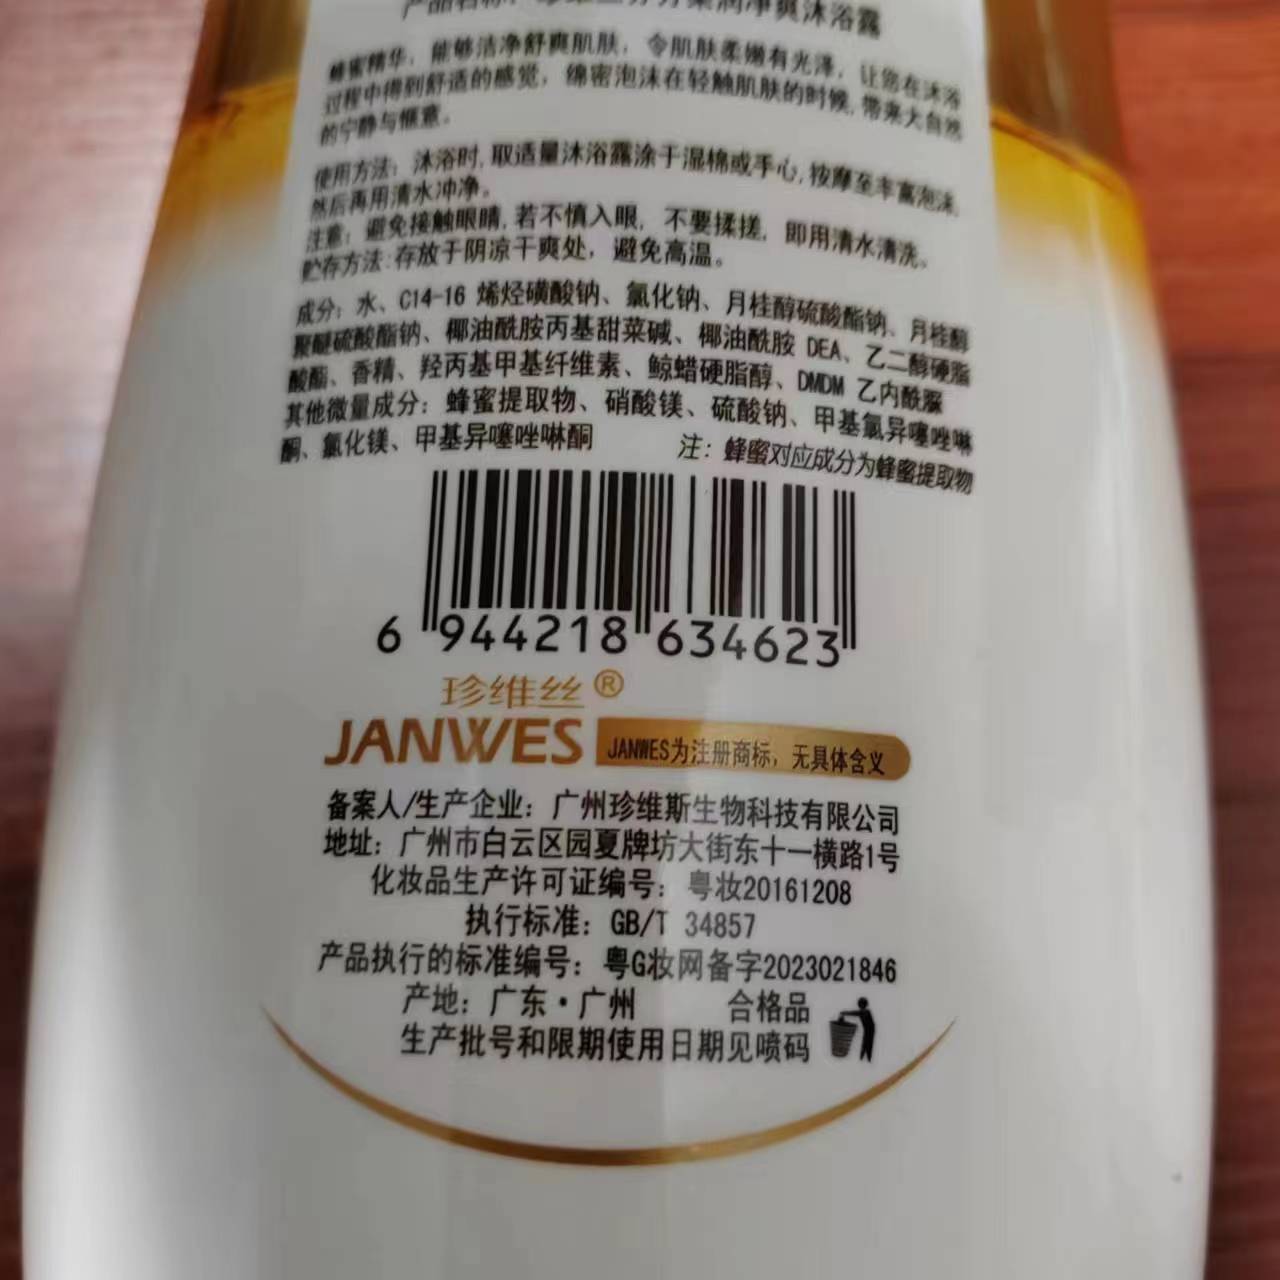 蜂蜜精华，能够洁净舒爽肌肤，令肌肤柔嫩有光泽，让您在沐浴
过程中得到舒适的感觉，绵密泡沫在轻触肌肤的时候,带来大自然
的宁静与惬意。
使用方法：沐浴时,取适量沐浴露涂于湿棉或手心,按摩至丰富泡沫,
然后再用清水冲净。
注意：避免接触眼睛,若不慎入眼，不要揉搓，即用清水清洗。
贮存方法:存放于阴凉干爽处，避免高温。
成分：水、C14-16 烯烃磺酸钠、氯化钠、月桂醇硫酸酯钠、月桂醇
聚醚硫酸酯钠、椰油酰胺丙基甜菜碱、椰油酰胺 DEA、乙二醇硬脂
酸酯、香精、羟丙基甲基纤维素、鲸蜡硬脂醇、DMDM 乙内酰脲
其他微量成分：蜂蜜提取物、硝酸镁、硫酸钠、甲基氯异噻唑啉
酮、氯化镁、甲基异噻唑啉酮 注：蜂蜜对应成分为蜂蜜提取物
6 944218 634623
珍维丝®
JANWES JANWES为注册商标，无具体含义
备案人/生产企业：广州珍维斯生物科技有限公司
地址：广州市白云区园夏牌坊大街东十一横路1号
化妆品生产许可证编号：粤妆20161208
执行标准：GB/T 34857
产品执行的标准编号：粤G妆网备字2023021846
产地：广东·广州 合格品
生产批号和限期使用日期见喷码